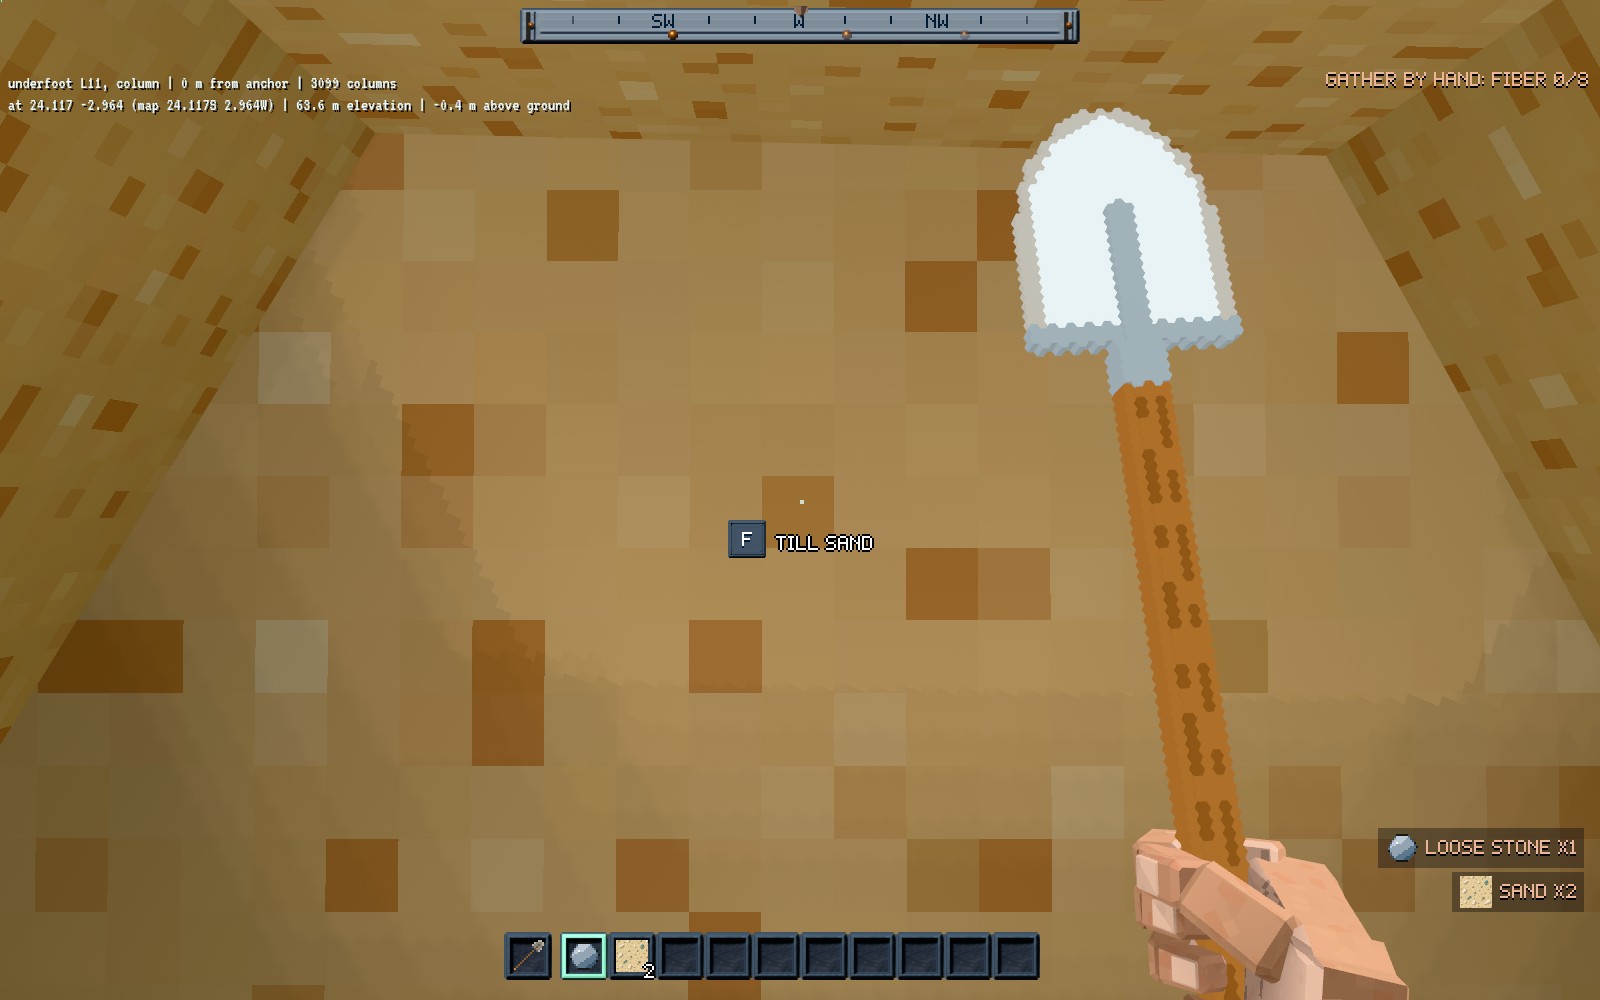 SW W NW
underfoot L11, column | 0 m from anchor | 3099 columns
at 24.117 -2.964 (map 24.117S 2.964W) | 63.6 m elevation | -0.4 m above ground
GATHER BY HAND: FIBER 0/8
F TILL SAND
LOOSE STONE X1
SAND X2
2